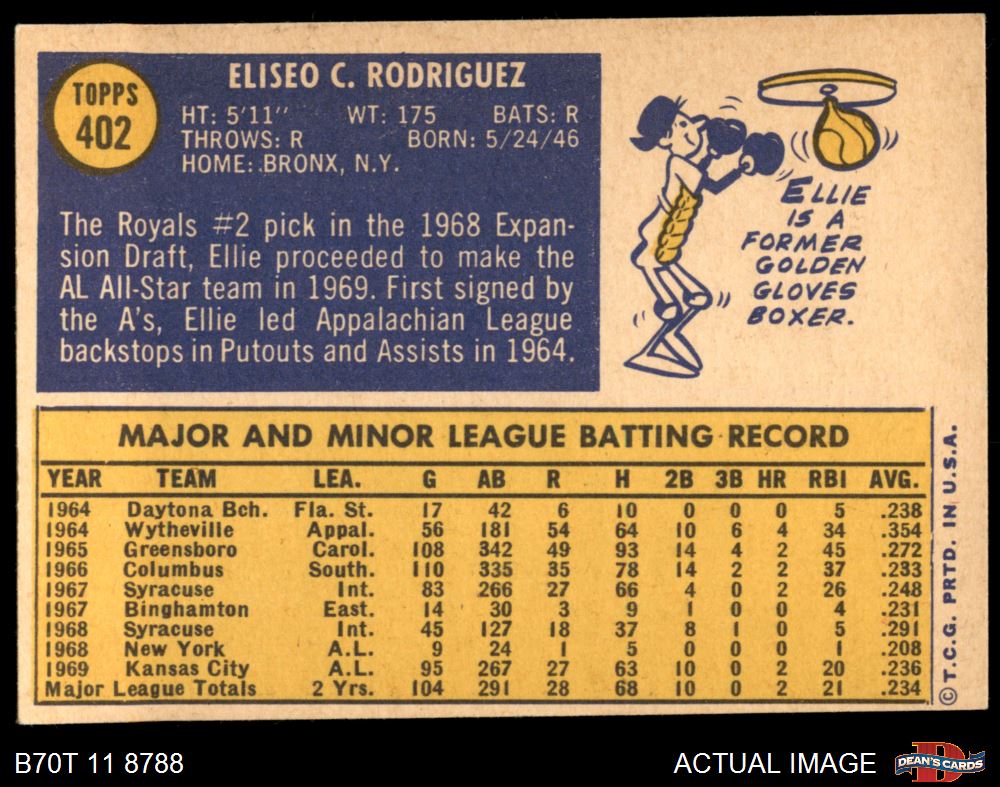 TOPPS
402
ELISEO C. RODRIGUEZ
HT: 5'11" WT: 175 BATS: R
THROWS: R BORN: 5/24/46
HOME: BRONX, N.Y.
The Royals #2 pick in the 1968 Expan-
sion Draft, Ellie proceeded to make the
AL All-Star team in 1969. First signed by
the A's, Ellie led Appalachian League
backstops in Putouts and Assists in 1964.
ELLIE
IS A
FORMER
GOLDEN
GLOVES
BOXER.
MAJOR AND MINOR LEAGUE BATTING RECORD
YEAR TEAM LEA. G AB R H 2B 3B HR RBI AVG.
1964 Daytona Bch. Fla. St. 17 42 6 10 0 0 0 5 .238
1964 Wytheville Appal. 56 181 54 64 10 6 4 34 .354
1965 Greensboro Carol. 108 342 49 93 14 4 2 45 .272
1966 Columbus South. 110 335 35 78 14 2 2 37 .233
1967 Syracuse Int. 83 266 27 66 4 0 2 26 .248
1967 Binghamton East. 14 30 3 9 1 0 0 4 .231
1968 Syracuse Int. 45 127 18 37 8 1 0 5 .291
1968 New York A.L. 9 24 1 5 0 0 0 1 .208
1969 Kansas City A.L. 95 267 27 63 10 0 2 20 .236
Major League Totals 2 Yrs. 104 291 28 68 10 0 2 21 .234
© T.C.G. PRTD. IN U.S.A.
B70T 11 8788
ACTUAL IMAGE
DEAN'S CARDS